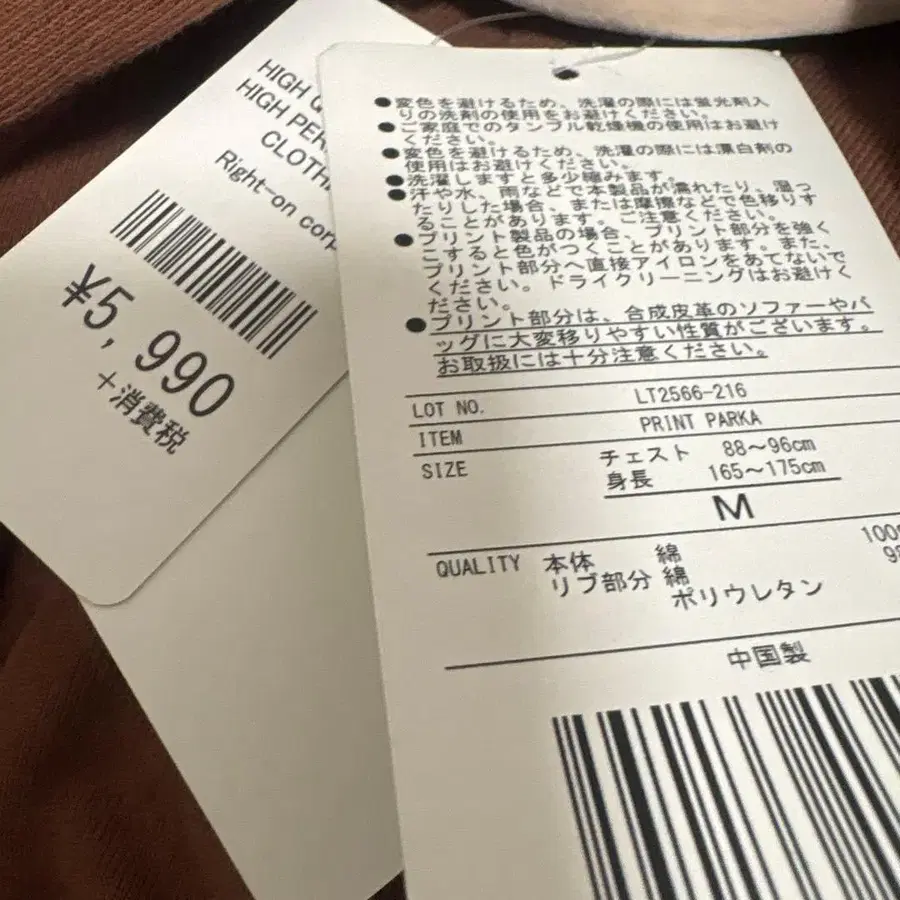 HIGH
HIGH
CLOTH
Right-on corp
¥5,990
+消費税
●変色を避けるため、洗濯の際には蛍光剤入
りの洗剤の使用をお避けください。
●ご家庭でのタンブル乾燥機の使用はお避け
ください。
●変色を避けるため、洗濯の際には漂白剤の
使用はお避けください。
●洗濯しますと多少縮みます。
●汗や水、雨などで本製品が濡れたり、湿っ
たりした場合、または摩擦などで色移りす
ることがあります。ご注意ください。
●プリント製品の場合、プリント部分を強く
こすると色がつくことがあります。また、
プリント部分へ直接アイロンをあてないで
ください。ドライクリーニングはお避けく
ださい。
●プリント部分は、合成皮革のソファーやバ
ッグに大変移りやすい性質がございます。
お取扱には十分注意ください。
LOT NO. LT2566-216
ITEM PRINT PARKA
SIZE チェスト 88〜96cm
身長 165〜175cm
M
QUALITY 本体 綿 100
リブ部分 綿
ポリウレタン
中国製